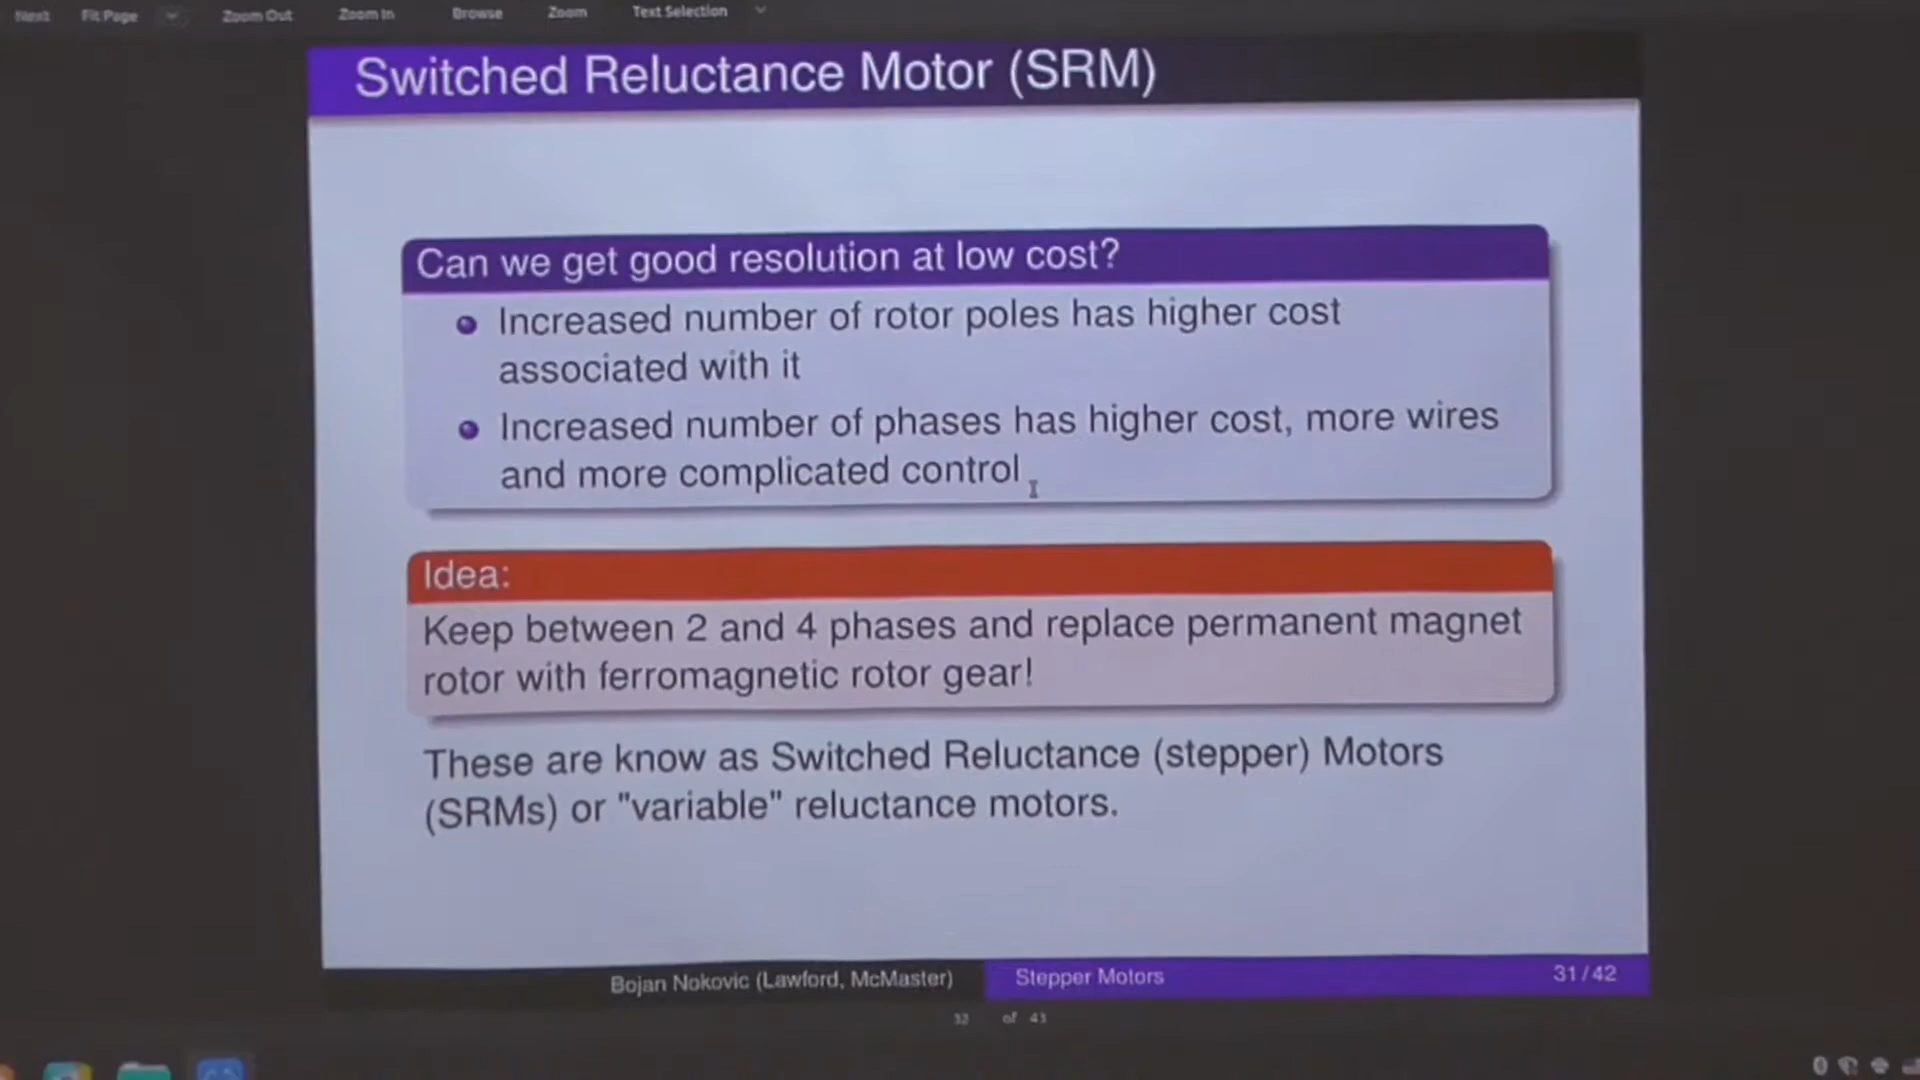 Next Fit Page Zoom Out Zoom In Browse Zoom Text Selection
Switched Reluctance Motor (SRM)
Can we get good resolution at low cost?
Increased number of rotor poles has higher cost
associated with it
Increased number of phases has higher cost, more wires
and more complicated control
Idea:
Keep between 2 and 4 phases and replace permanent magnet
rotor with ferromagnetic rotor gear!
These are know as Switched Reluctance (stepper) Motors
(SRMs) or "variable" reluctance motors.
Bojan Nokovic (Lawford, McMaster) Stepper Motors 31/42
32 of 43